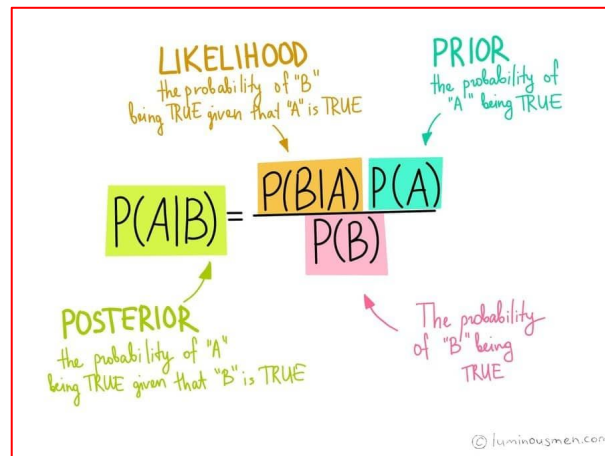 LIKELIHOOD
the probability of "B"
being TRUE given that "A" is TRUE
PRIOR
the probability of
"A" being TRUE
P(A|B) = P(B|A) P(A)
P(B)
POSTERIOR
the probability of "A"
being TRUE given that "B" is TRUE
The probability
of "B" being
TRUE
© luminousmen.com